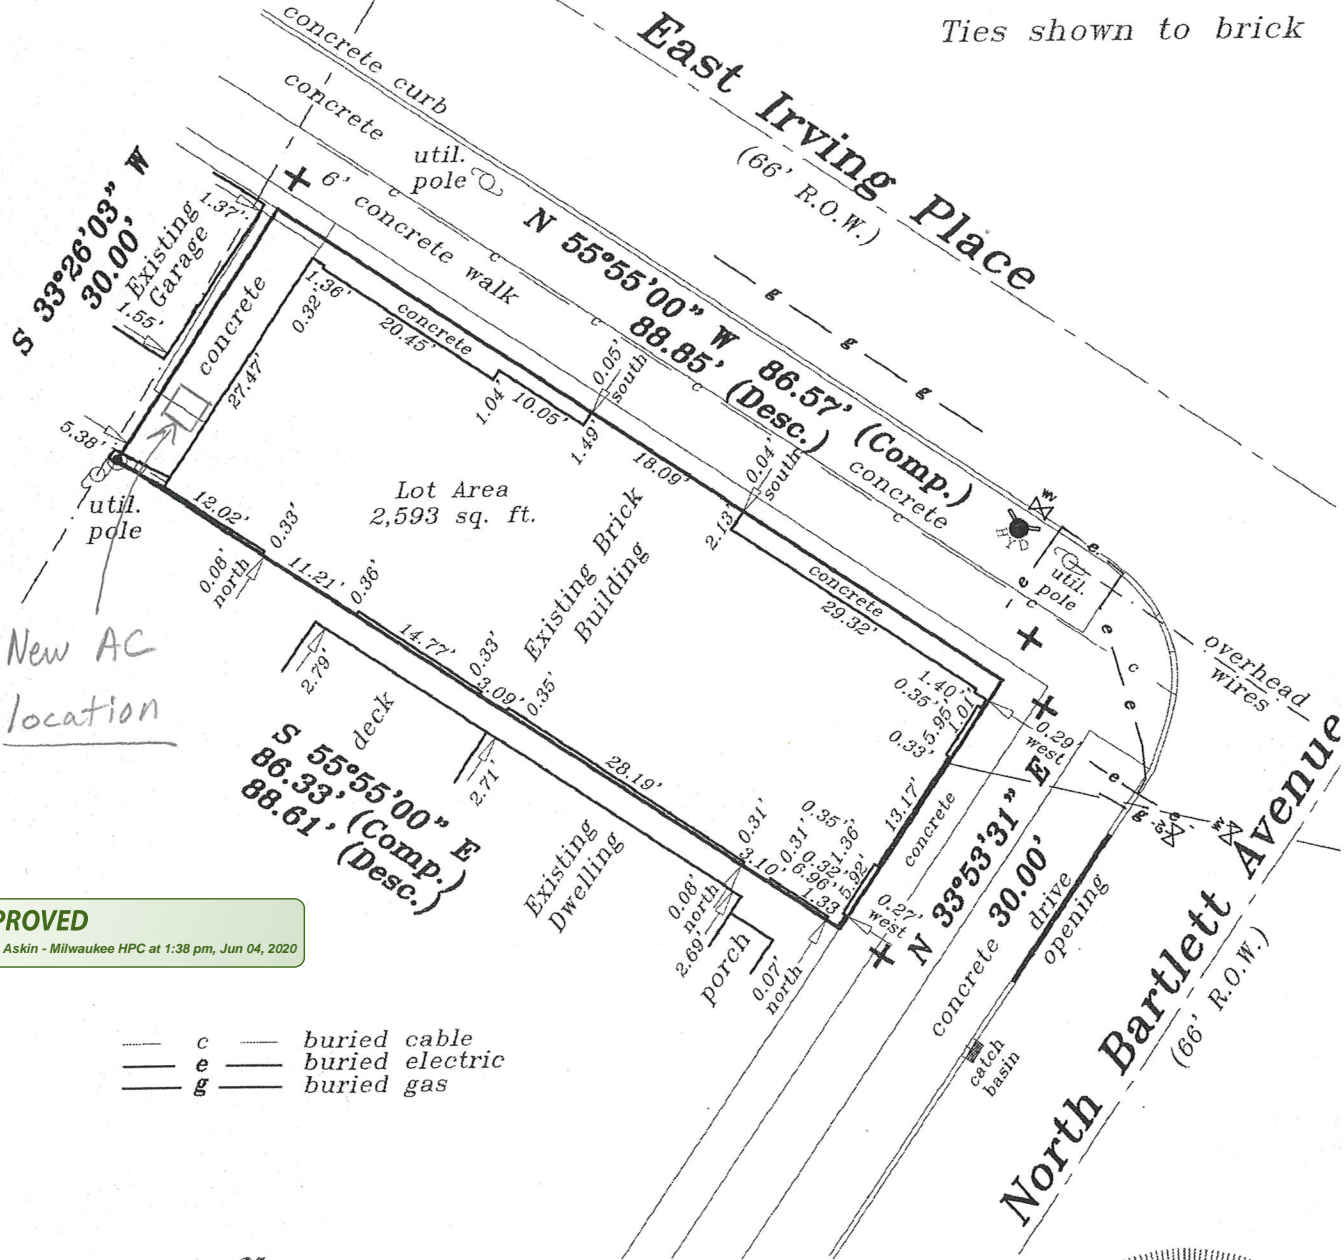 Ties shown to brick
East Irving Place
(66' R.O.W.)
concrete curb
concrete
util.
pole
6' concrete walk
N 55°55'00" W 86.57' (Comp.)
88.85' (Desc.)
S 33°26'03" W
30.00'
Existing
Garage
1.37'
1.55'
concrete
27.47'
0.32'
1.36'
20.45'
concrete
1.04'
10.05'
1.49'
0.05'
south
18.09'
0.04'
south
2.13'
concrete
29.32'
concrete
HYD
wv
util.
pole
overhead
wires
5.38'
util.
pole
12.02'
0.33'
0.08'
north
11.21'
0.36'
14.77'
0.33'
3.09'
0.35'
28.19'
0.31'
3.10'
0.31'
6.96'
0.32'
0.35'
1.36'
1.33'
5.92'
13.17'
0.33'
5.95'
1.01'
0.35'
1.40'
0.29'
west
0.27'
west
Lot Area
2,593 sq. ft.
Existing Brick
Building
New AC
location
2.79'
deck
2.71'
S 55°55'00" E
86.33' (Comp.)
88.61' (Desc.)
Existing
Dwelling
0.08'
north
2.69'
porch
0.07'
north
concrete
N 33°53'31" E
30.00'
concrete
drive
opening
gv
wv
catch
basin
North Bartlett Avenue
(66' R.O.W.)
PROVED
Askin - Milwaukee HPC at 1:38 pm, Jun 04, 2020
c buried cable
e buried electric
g buried gas